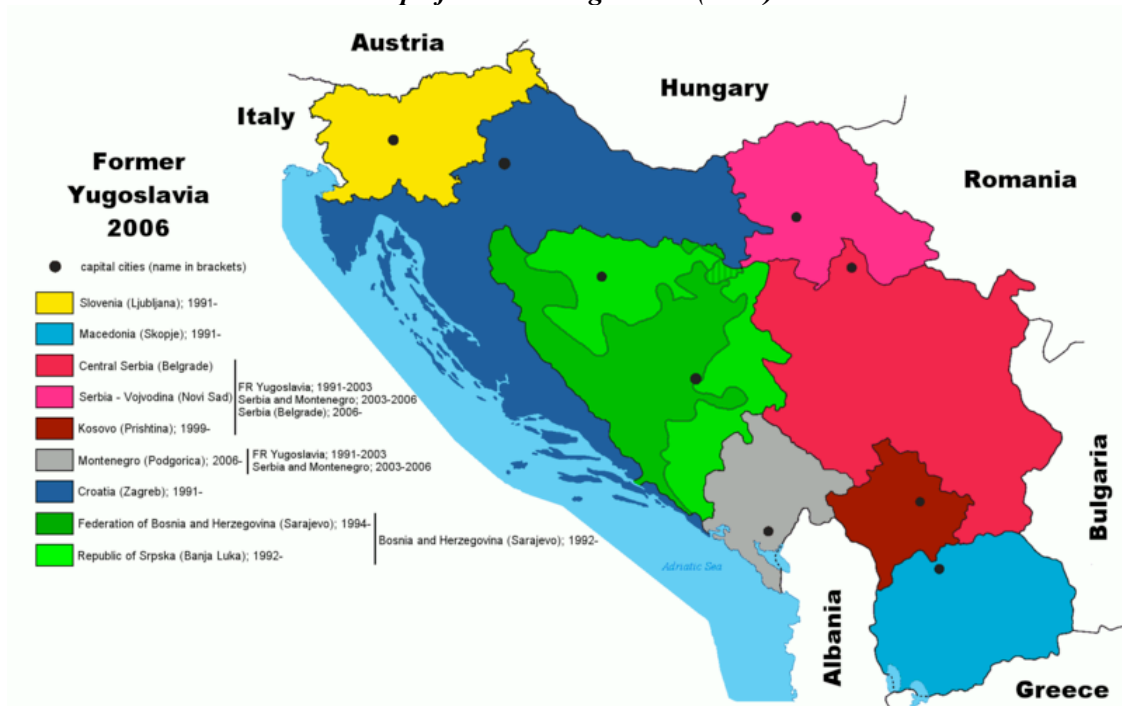 Austria
Hungary
Italy
Romania
Former
Yugoslavia
2006
capital cities (name in brackets)
Slovenia (Ljubljana); 1991-
Macedonia (Skopje); 1991-
Central Serbia (Belgrade)
Serbia - Vojvodina (Novi Sad)
Kosovo (Prishtina); 1999-
FR Yugoslavia; 1991-2003
Serbia and Montenegro; 2003-2006
Serbia (Belgrade); 2006-
Montenegro (Podgorica); 2006-
FR Yugoslavia; 1991-2003
Serbia and Montenegro; 2003-2006
Croatia (Zagreb); 1991-
Federation of Bosnia and Herzegovina (Sarajevo); 1994-
Republic of Srpska (Banja Luka); 1992-
Bosnia and Herzegovina (Sarajevo); 1992-
Adriatic Sea
Bulgaria
Albania
Greece